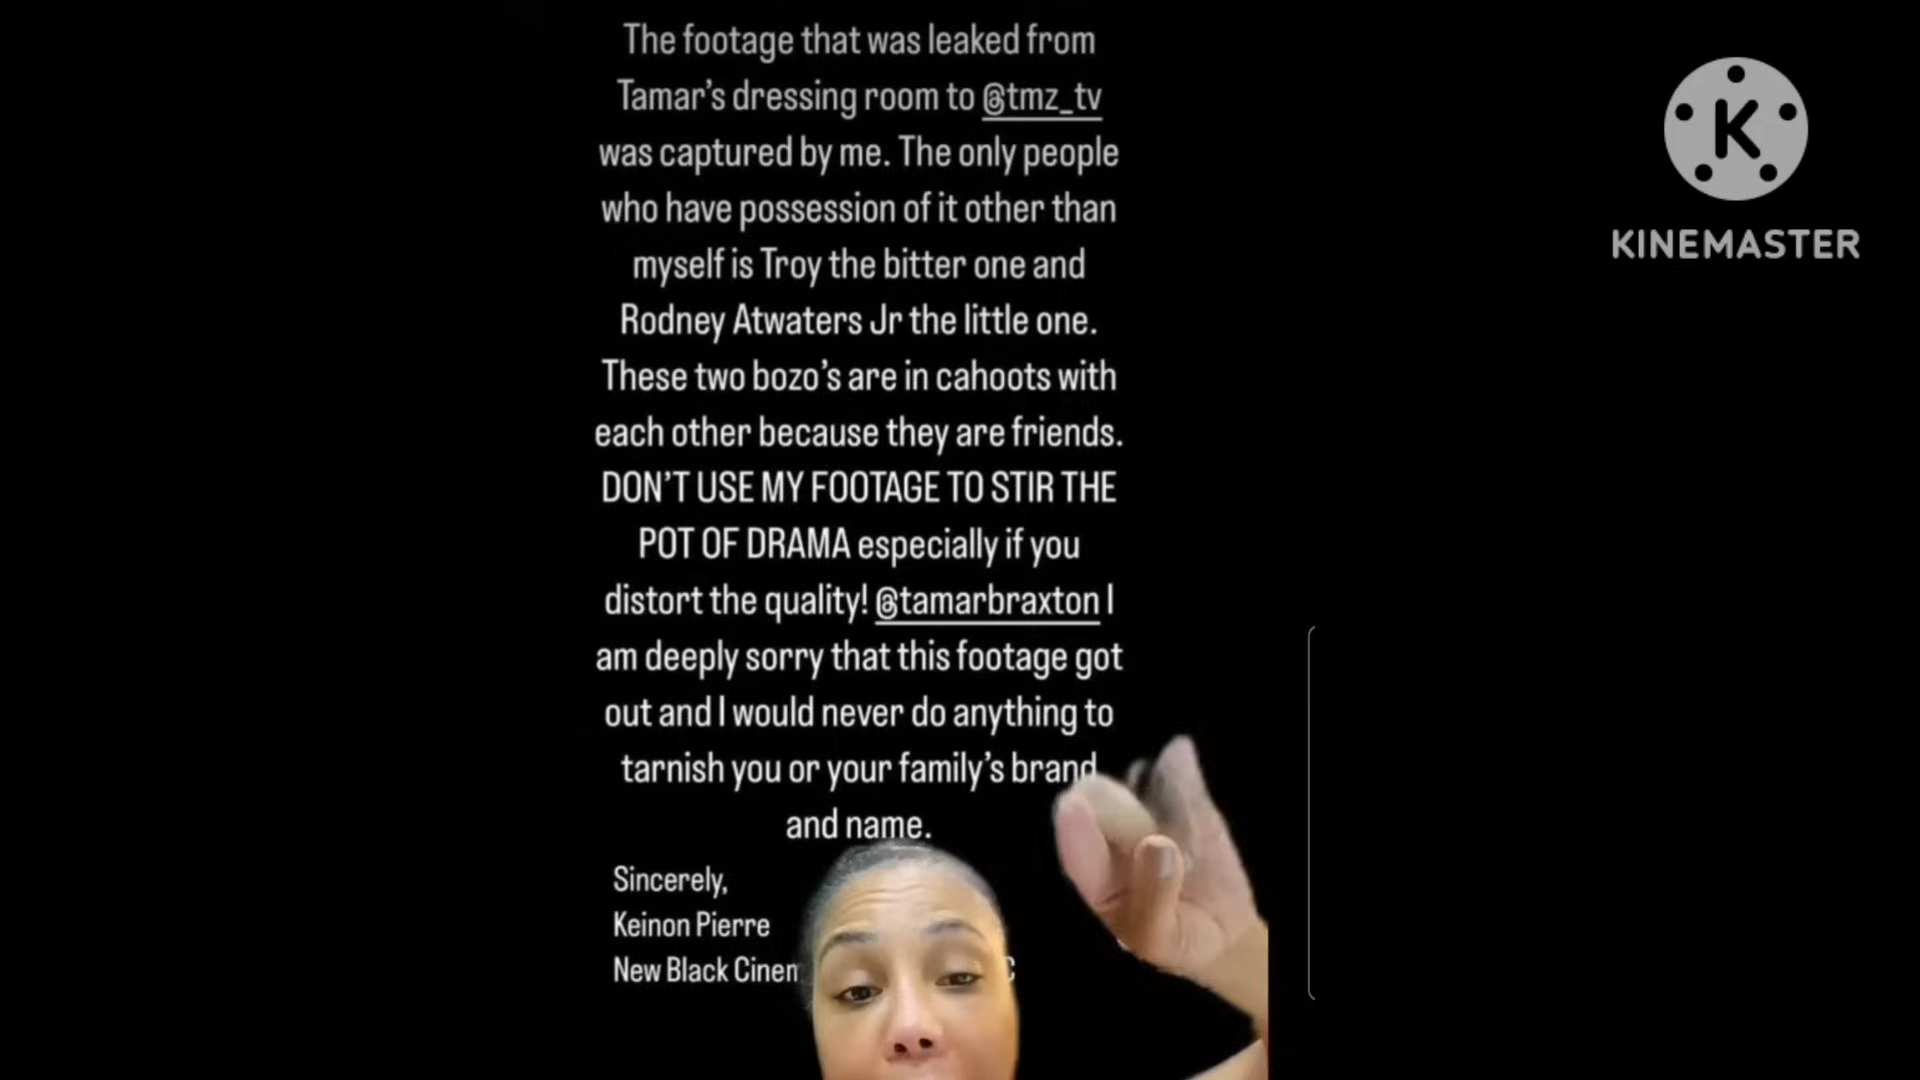 The footage that was leaked from
Tamar's dressing room to @tmz_tv
was captured by me. The only people
who have possession of it other than
myself is Troy the bitter one and
Rodney Atwaters Jr the little one.
These two bozo's are in cahoots with
each other because they are friends.
DON'T USE MY FOOTAGE TO STIR THE
POT OF DRAMA especially if you
distort the quality! @tamarbraxton I
am deeply sorry that this footage got
out and I would never do anything to
tarnish you or your family's brand
and name.
Sincerely,
Keinon Pierre
New Black
K
KINEMASTER